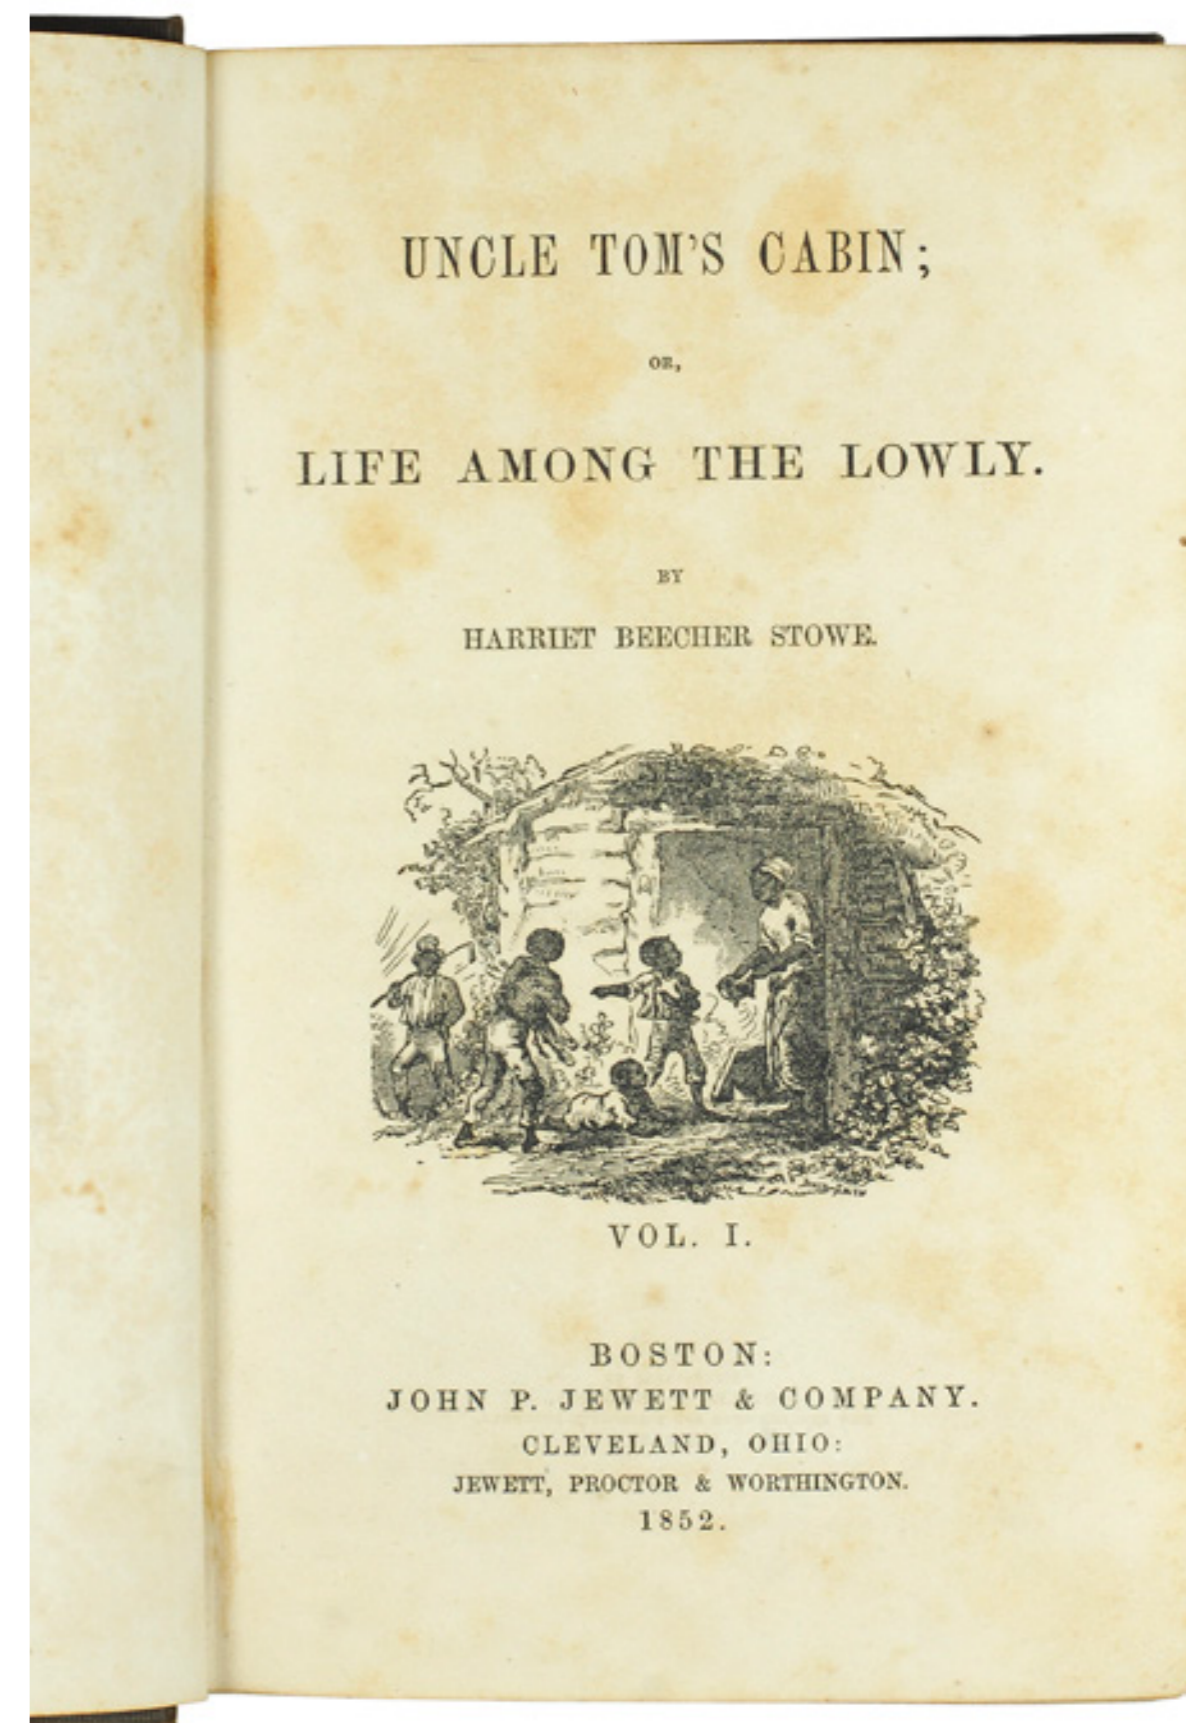 UNCLE TOM'S CABIN;
OR,
LIFE AMONG THE LOWLY.
BY
HARRIET BEECHER STOWE.
VOL. I.
BOSTON:
JOHN P. JEWETT & COMPANY.
CLEVELAND, OHIO:
JEWETT, PROCTOR & WORTHINGTON.
1852.